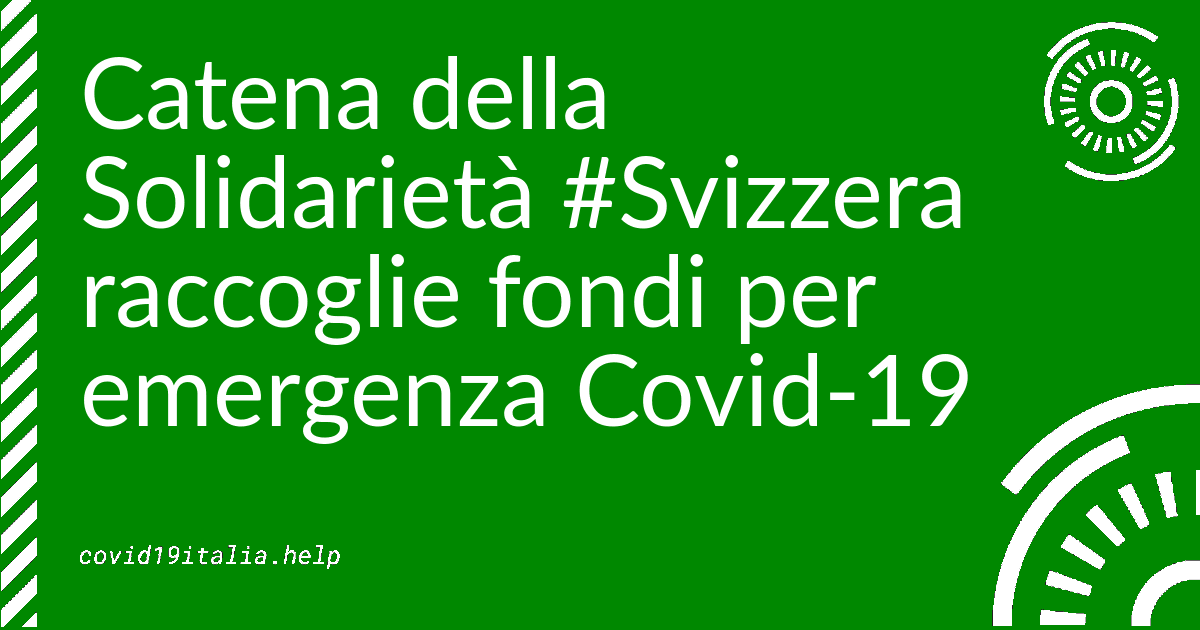 Catena della
Solidarietà #Svizzera
raccoglie fondi per
emergenza Covid-19
covid19italia.help